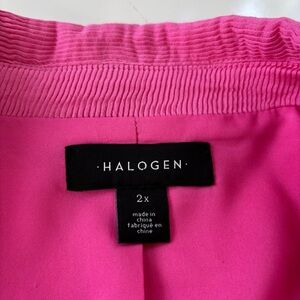 ·HALOGEN·
2x
made in
china
fabriqué en
chine